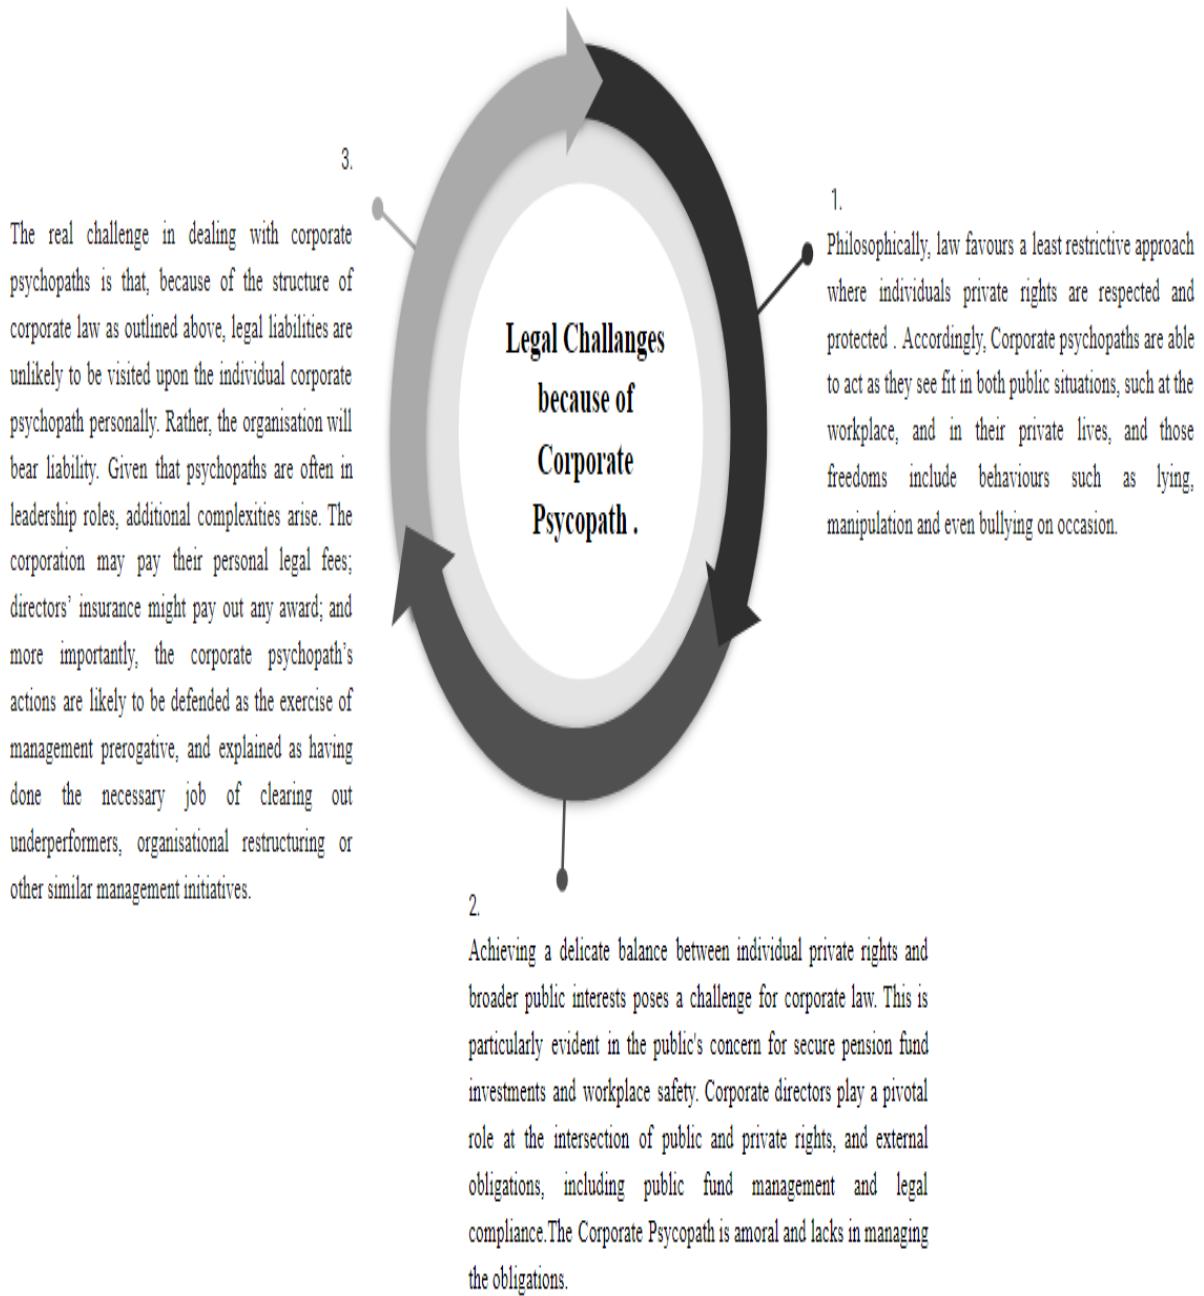 Legal Challanges
because of
Corporate
Psycopath .
1.
Philosophically, law favours a least restrictive approach
where individuals private rights are respected and
protected . Accordingly, Corporate psychopaths are able
to act as they see fit in both public situations, such at the
workplace, and in their private lives, and those
freedoms include behaviours such as lying,
manipulation and even bullying on occasion.
2.
Achieving a delicate balance between individual private rights and
broader public interests poses a challenge for corporate law. This is
particularly evident in the public's concern for secure pension fund
investments and workplace safety. Corporate directors play a pivotal
role at the intersection of public and private rights, and external
obligations, including public fund management and legal
compliance.The Corporate Psycopath is amoral and lacks in managing
the obligations.
3.
The real challenge in dealing with corporate
psychopaths is that, because of the structure of
corporate law as outlined above, legal liabilities are
unlikely to be visited upon the individual corporate
psychopath personally. Rather, the organisation will
bear liability. Given that psychopaths are often in
leadership roles, additional complexities arise. The
corporation may pay their personal legal fees;
directors’ insurance might pay out any award; and
more importantly, the corporate psychopath’s
actions are likely to be defended as the exercise of
management prerogative, and explained as having
done the necessary job of clearing out
underperformers, organisational restructuring or
other similar management initiatives.